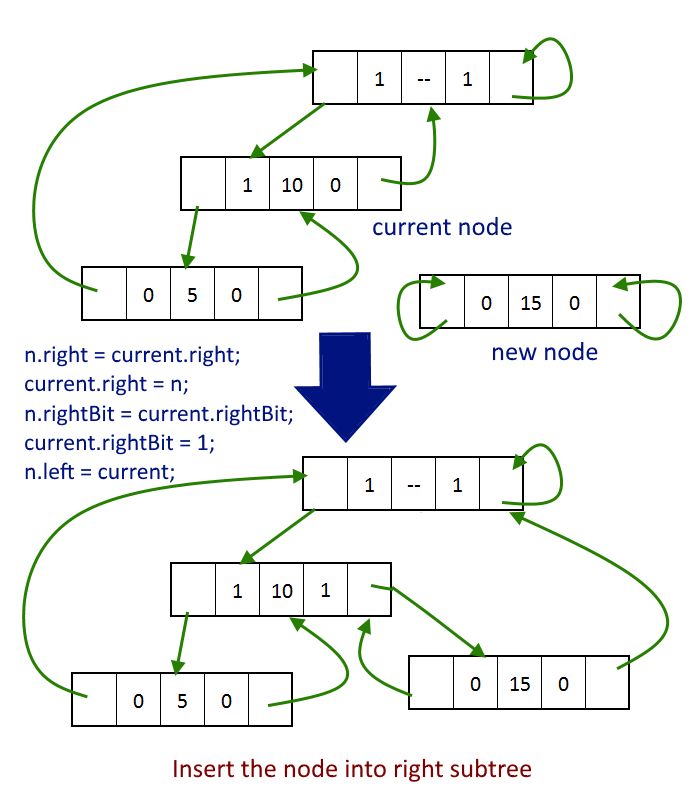 1 -- 1
1 10 0
current node
0 5 0
0 15 0
new node
n.right = current.right;
current.right = n;
n.rightBit = current.rightBit;
current.rightBit = 1;
n.left = current;
1 -- 1
1 10 1
0 5 0
0 15 0
Insert the node into right subtree